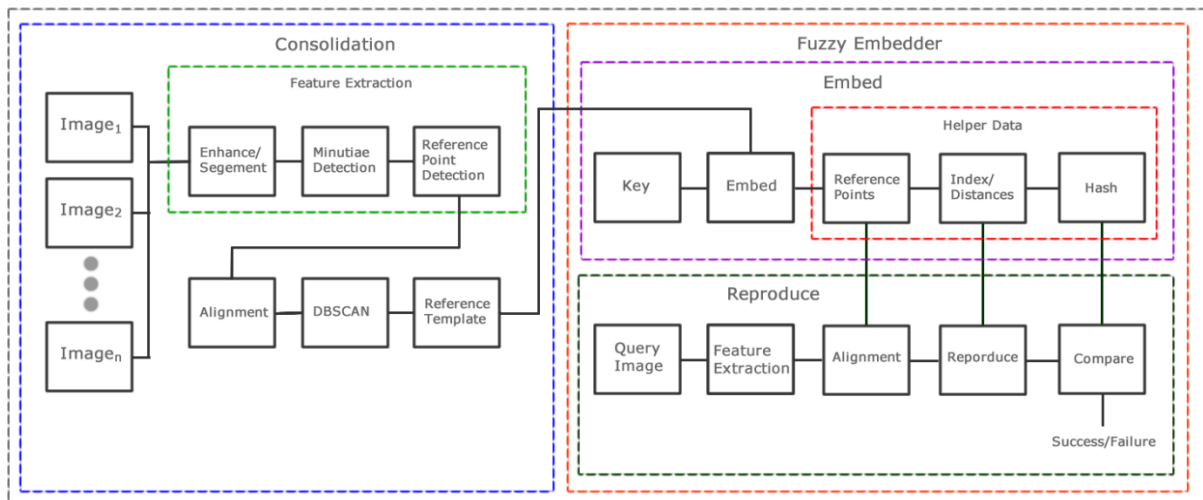 Consolidation
Feature Extraction
Image1
Image2
Imagen
Enhance/
Segement
Minutiae
Detection
Reference
Point
Detection
Alignment
DBSCAN
Reference
Template
Fuzzy Embedder
Embed
Helper Data
Key
Embed
Reference
Points
Index/
Distances
Hash
Reproduce
Query
Image
Feature
Extraction
Alignment
Reporduce
Compare
Success/Failure